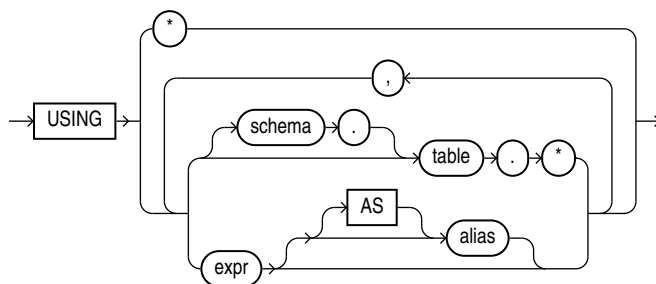 *
,
schema .
USING table . *
AS
alias
expr